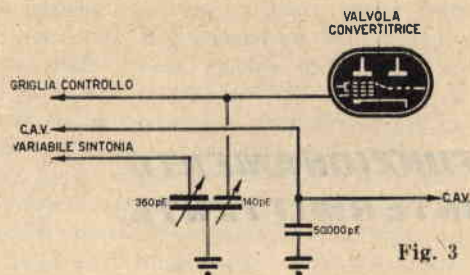 VALVOLA
CONVERTITRICE
GRIGLIA CONTROLLO
C.A.V.
VARIABILE SINTONIA
360pF
140pF
C.A.V.
50000pF
Fig. 3